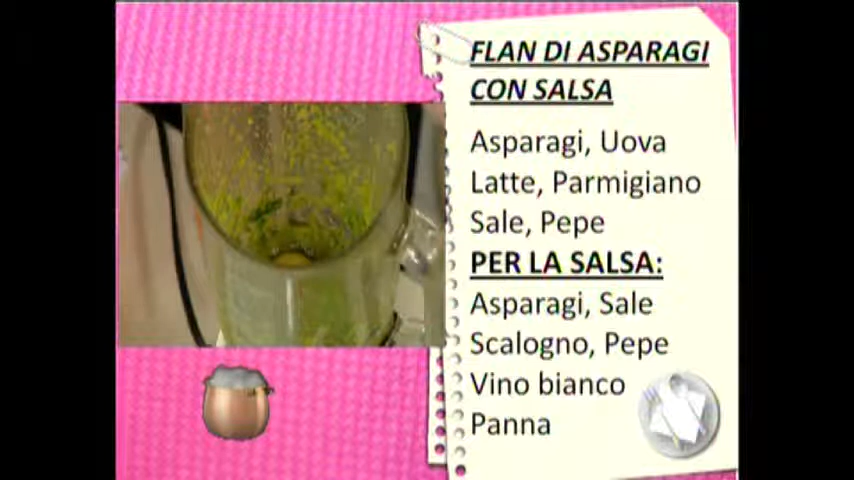 FLAN DI ASPARAGI
CON SALSA
Asparagi, Uova
Latte, Parmigiano
Sale, Pepe
PER LA SALSA:
Asparagi, Sale
Scalogno, Pepe
Vino bianco
Panna